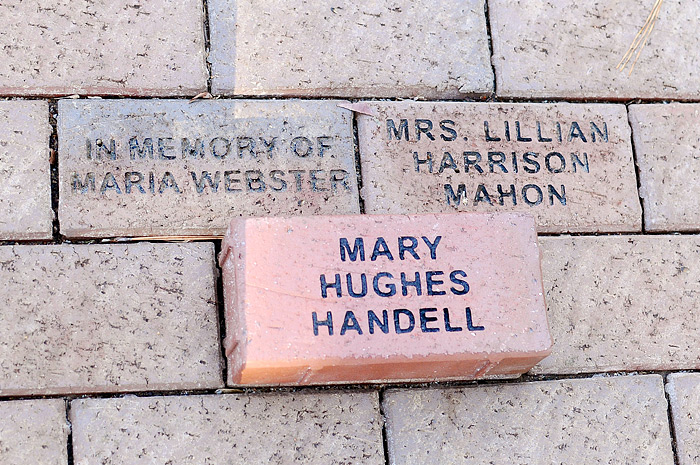 IN MEMORY OF
MARIA WEBSTER
MRS. LILLIAN
HARRISON
MAHON
MARY
HUGHES
HANDELL